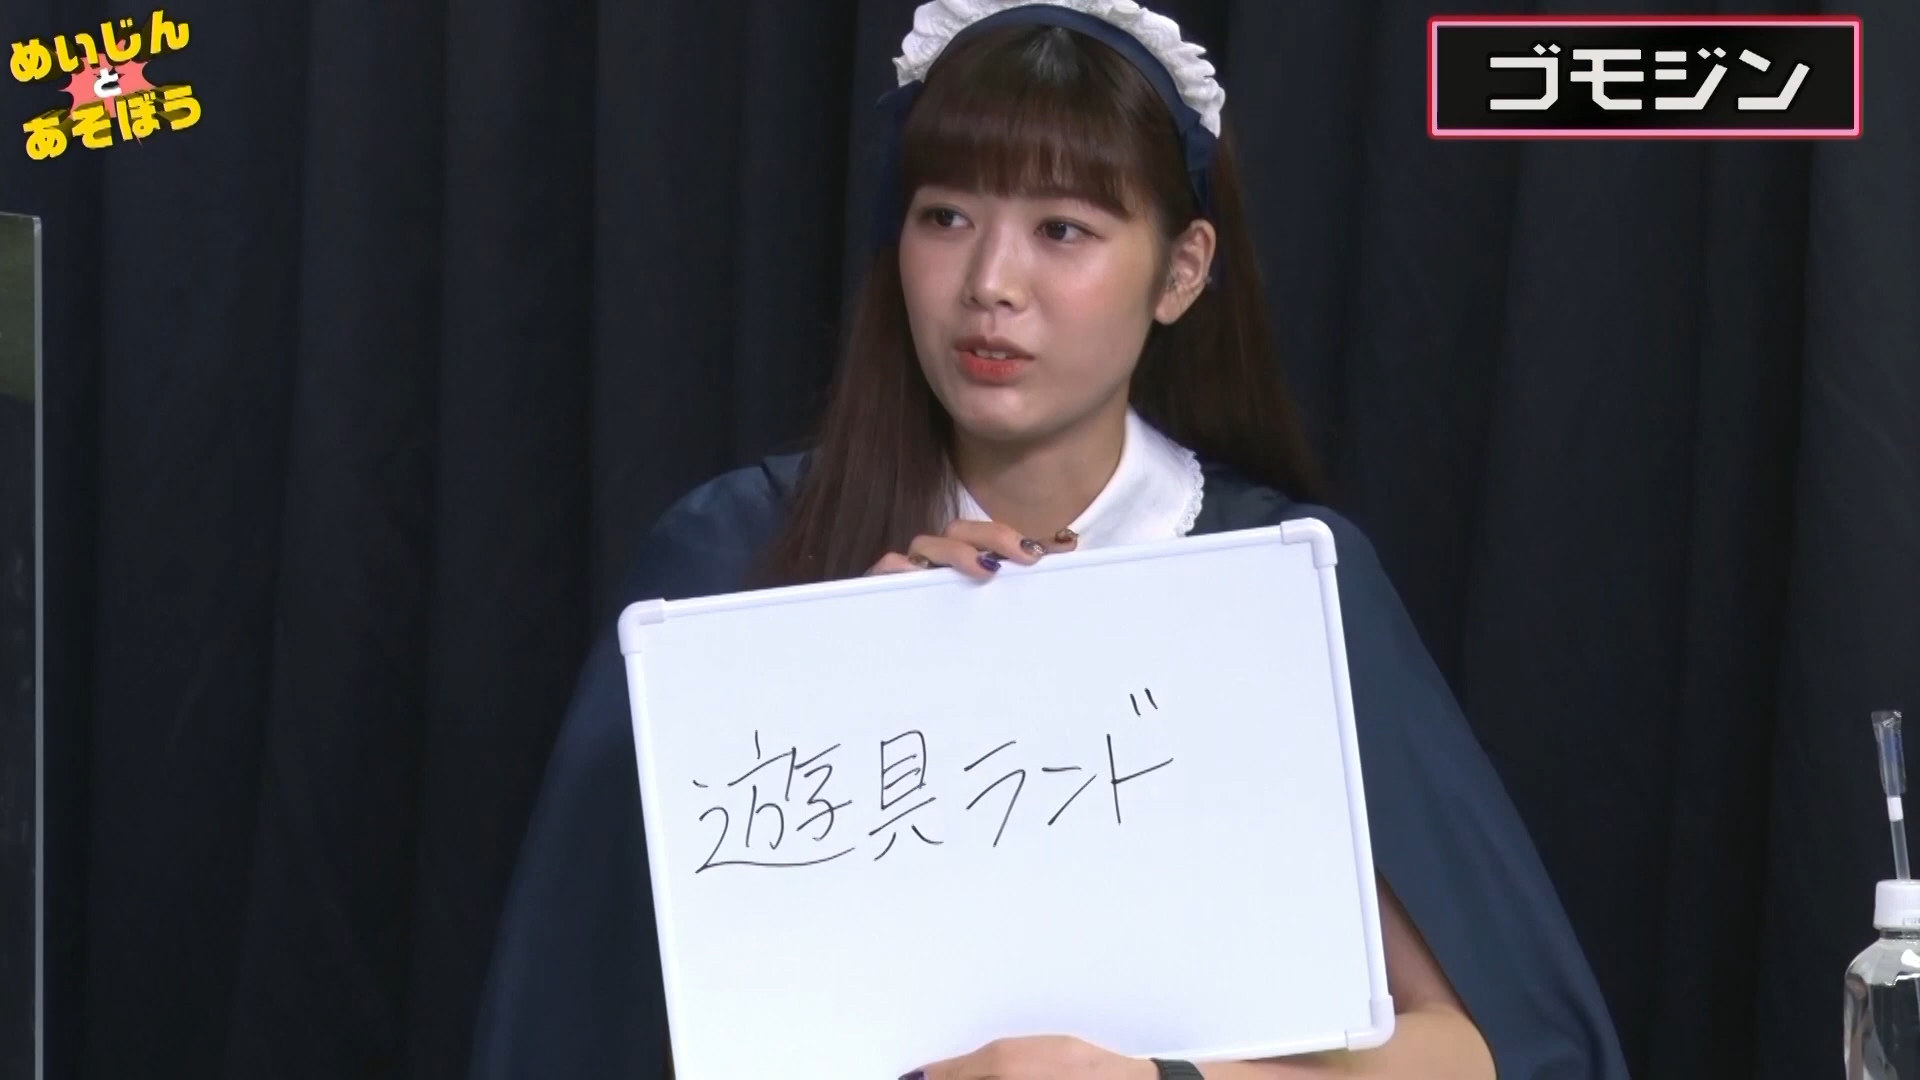 めいじん
と
あそぼう
ゴモジン
遊具ランド